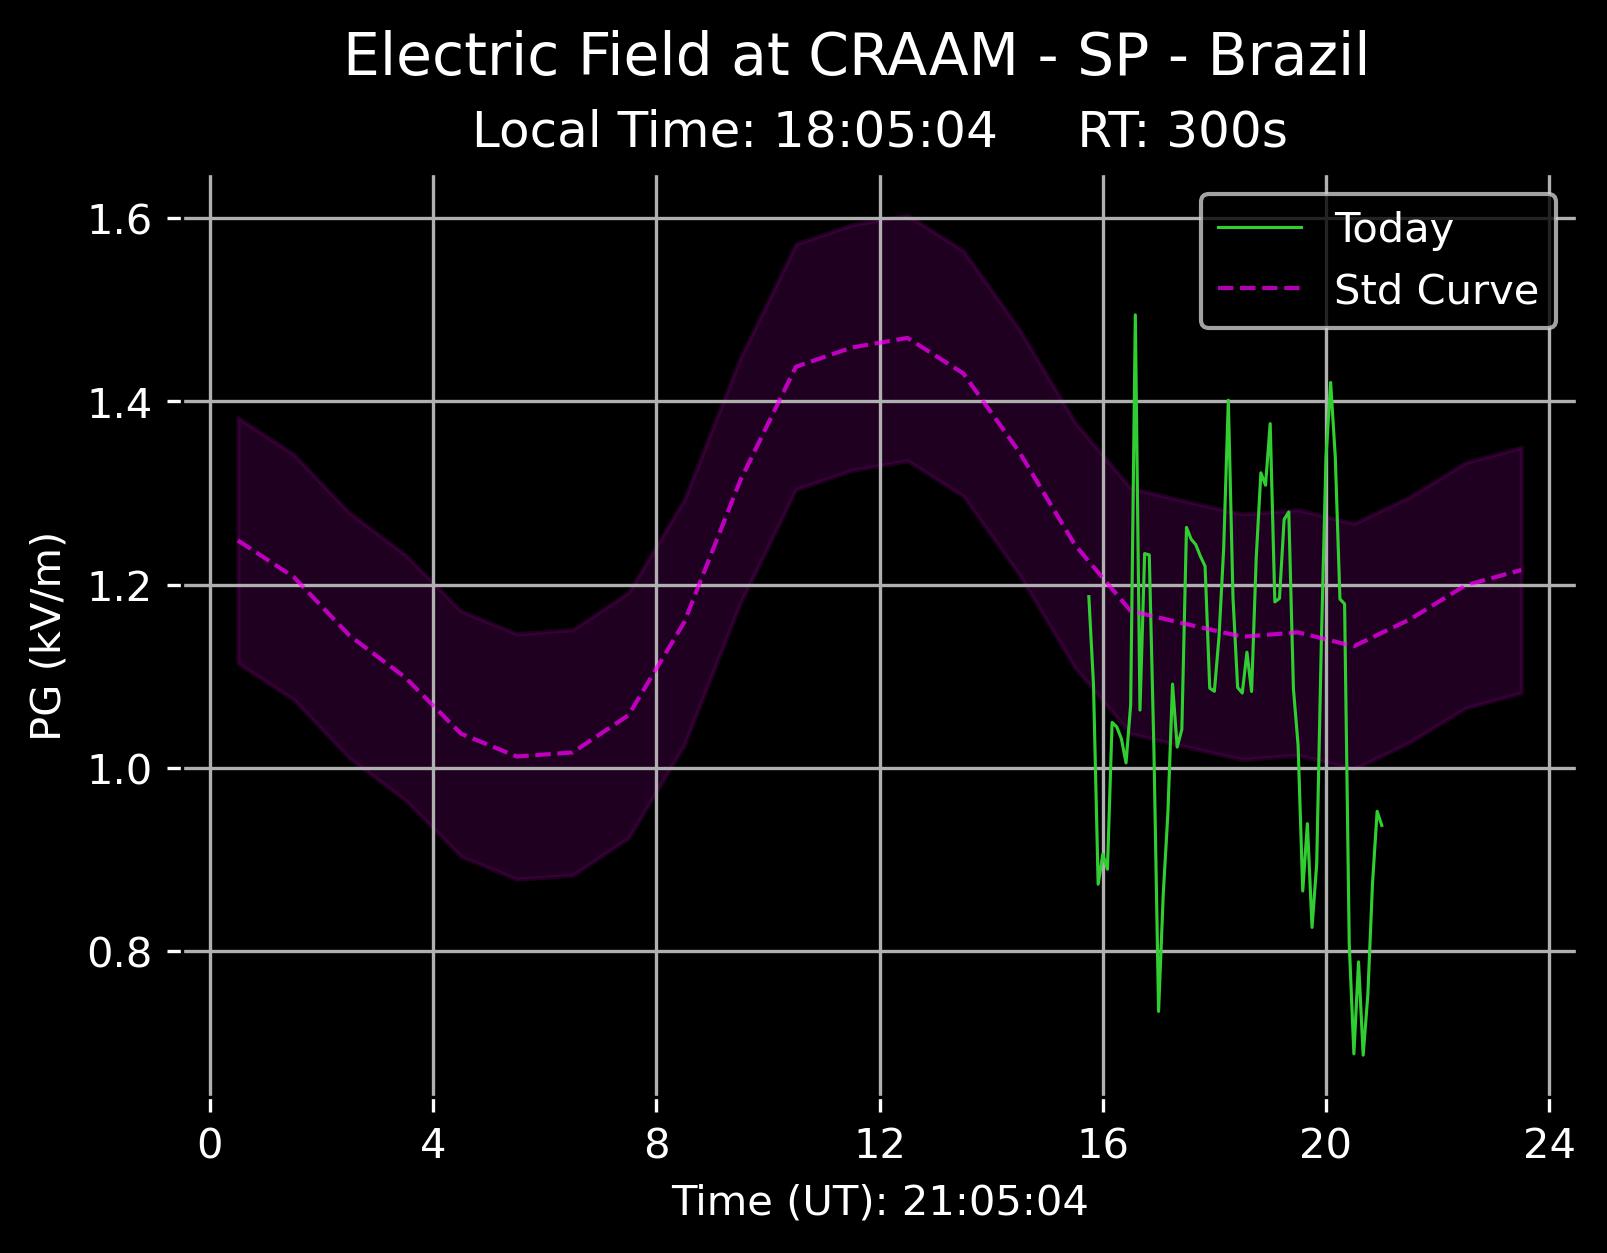 Electric Field at CRAAM - SP - Brazil
Local Time: 18:05:04 RT: 300s
Today
Std Curve
1.6
1.4
1.2
1.0
0.8
PG (kV/m)
0 4 8 12 16 20 24
Time (UT): 21:05:04